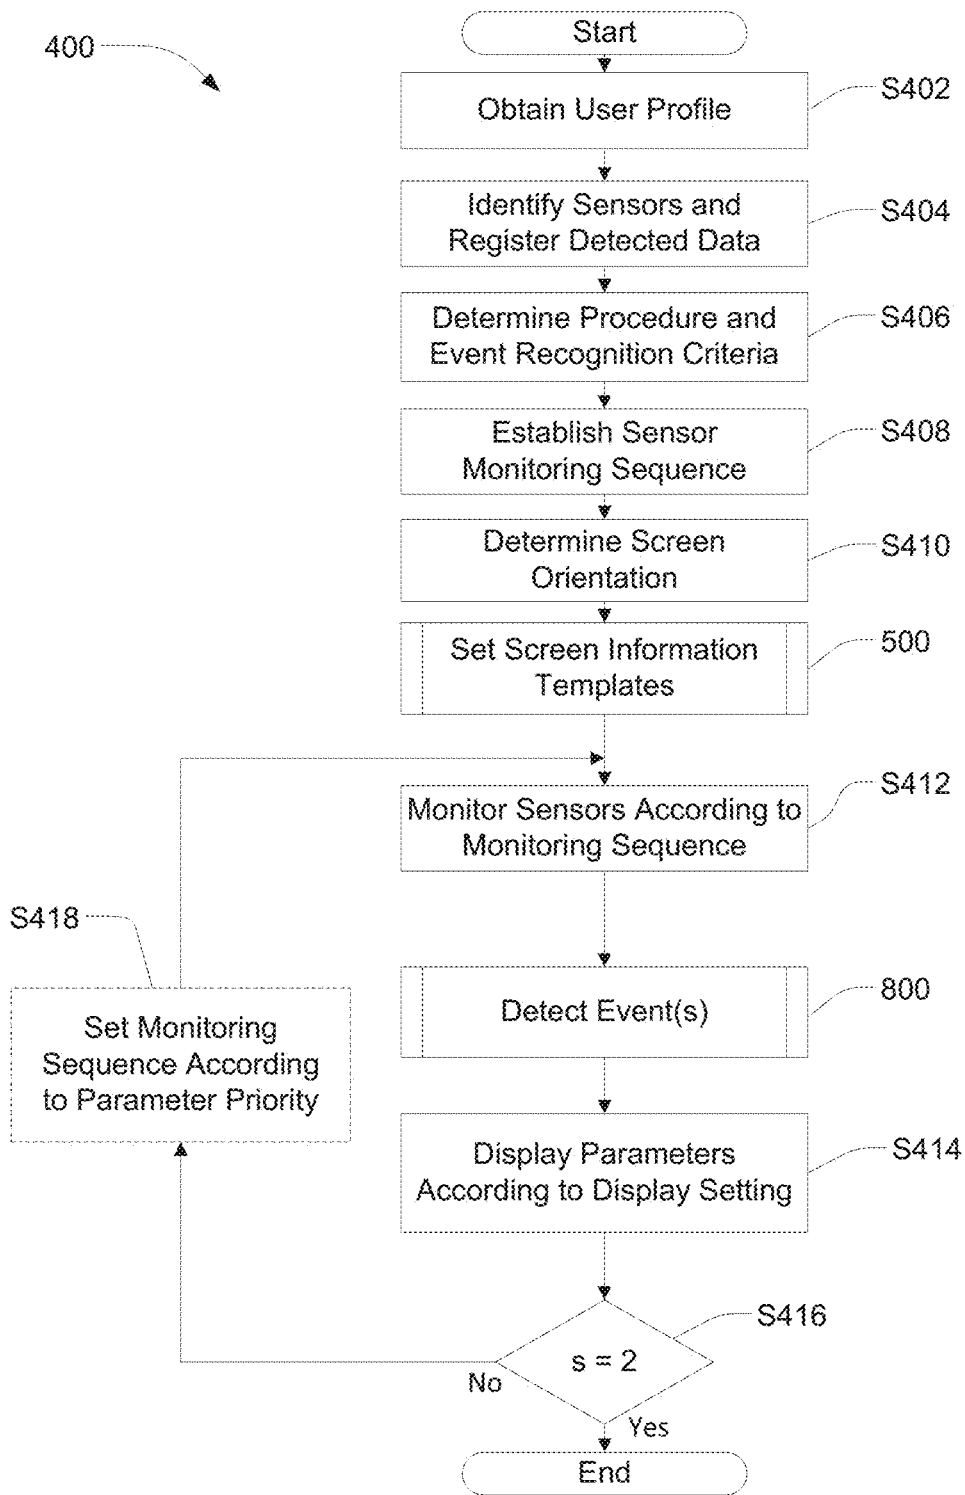 400
Start
Obtain User Profile
S402
Identify Sensors and
Register Detected Data
S404
Determine Procedure and
Event Recognition Criteria
S406
Establish Sensor
Monitoring Sequence
S408
Determine Screen
Orientation
S410
Set Screen Information
Templates
500
Monitor Sensors According to
Monitoring Sequence
S412
Detect Event(s)
800
S418
Set Monitoring
Sequence According
to Parameter Priority
Display Parameters
According to Display Setting
S414
s = 2
S416
No
Yes
End